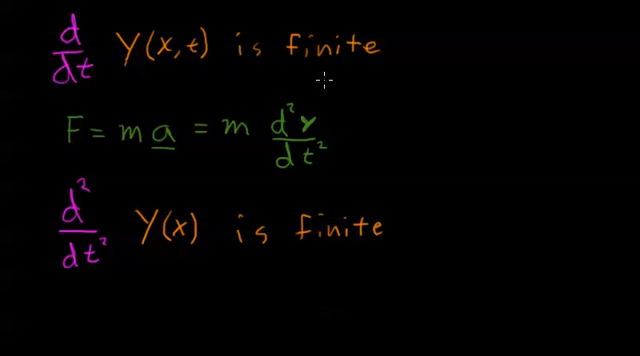 d/dt Y(x,t) is finite
F = m a = m d²Y/dt²
d²/dt² Y(x) is finite